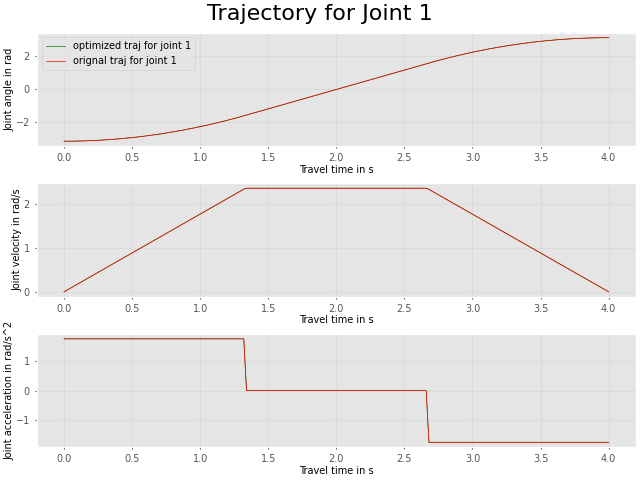 Trajectory for Joint 1
optimized traj for joint 1
orignal traj for joint 1
Joint angle in rad
2
0
−2
0.0 0.5 1.0 1.5 2.0 2.5 3.0 3.5 4.0
Travel time in s
Joint velocity in rad/s
2
1
0
0.0 0.5 1.0 1.5 2.0 2.5 3.0 3.5 4.0
Travel time in s
Joint acceleration in rad/s^2
1
0
−1
0.0 0.5 1.0 1.5 2.0 2.5 3.0 3.5 4.0
Travel time in s